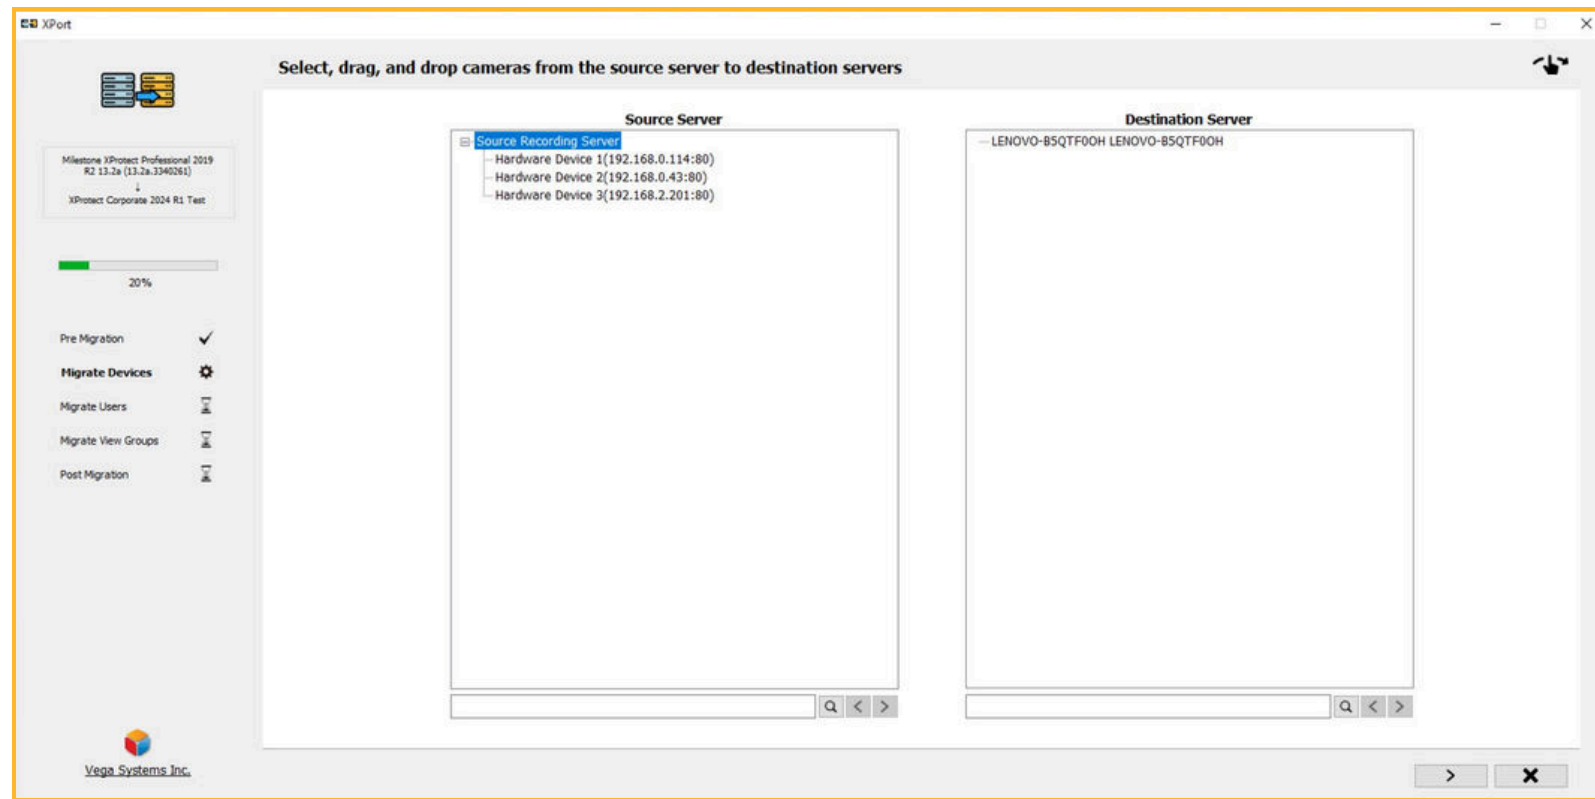 XPort
Select, drag, and drop cameras from the source server to destination servers
Milestone XProtect Professional 2019
R2 13.2a (13.2a.3340261)
↓
XProtect Corporate 2024 R1 Test
20%
Pre Migration
Migrate Devices
Migrate Users
Migrate View Groups
Post Migration
Vega Systems Inc.
Source Server
Source Recording Server
Hardware Device 1(192.168.0.114:80)
Hardware Device 2(192.168.0.43:80)
Hardware Device 3(192.168.2.201:80)
Destination Server
LENOVO-B5QTF0OH LENOVO-B5QTF0OH